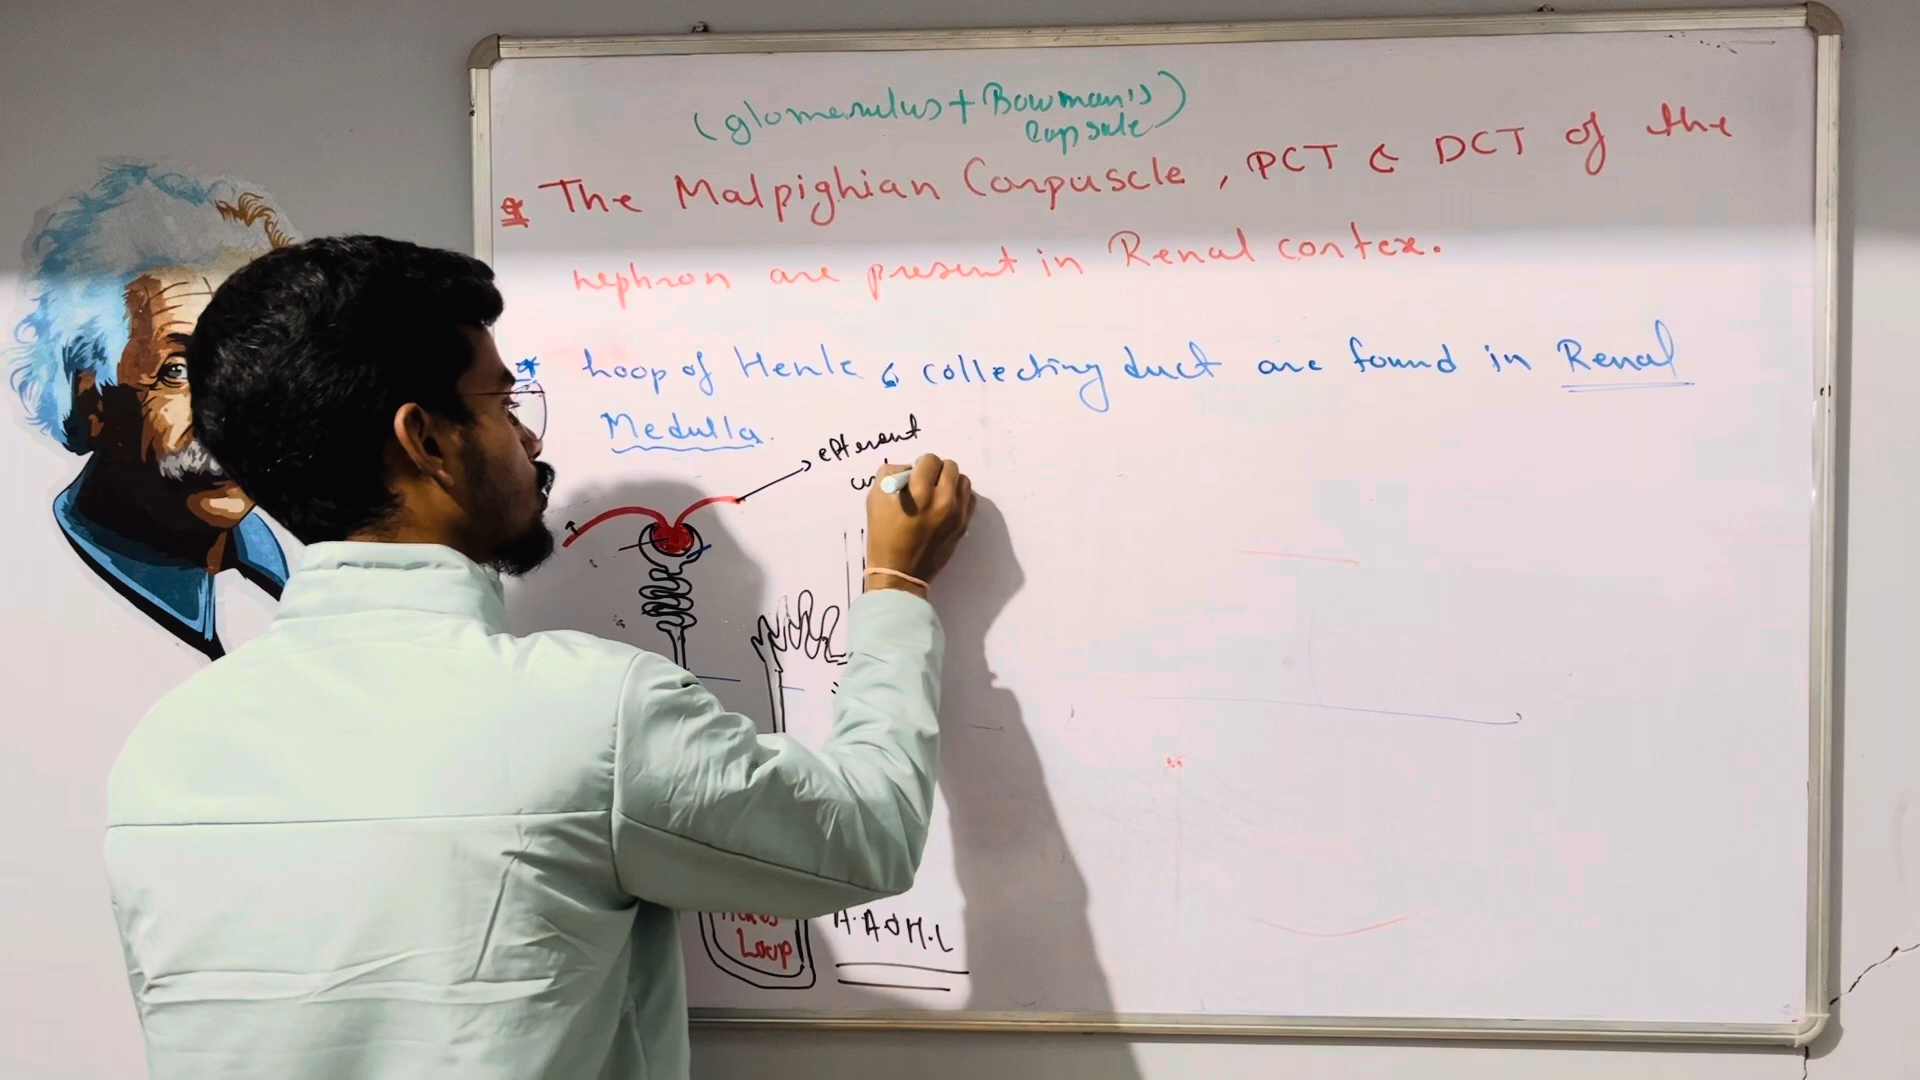 (glomerulus + Bowman's
capsule)
* The Malpighian Corpuscle, PCT & DCT of the
nephron are present in Renal cortex.
* Loop of Henle & collecting duct are found in Renal
Medulla.
efferent
Loop
A.A O H.L